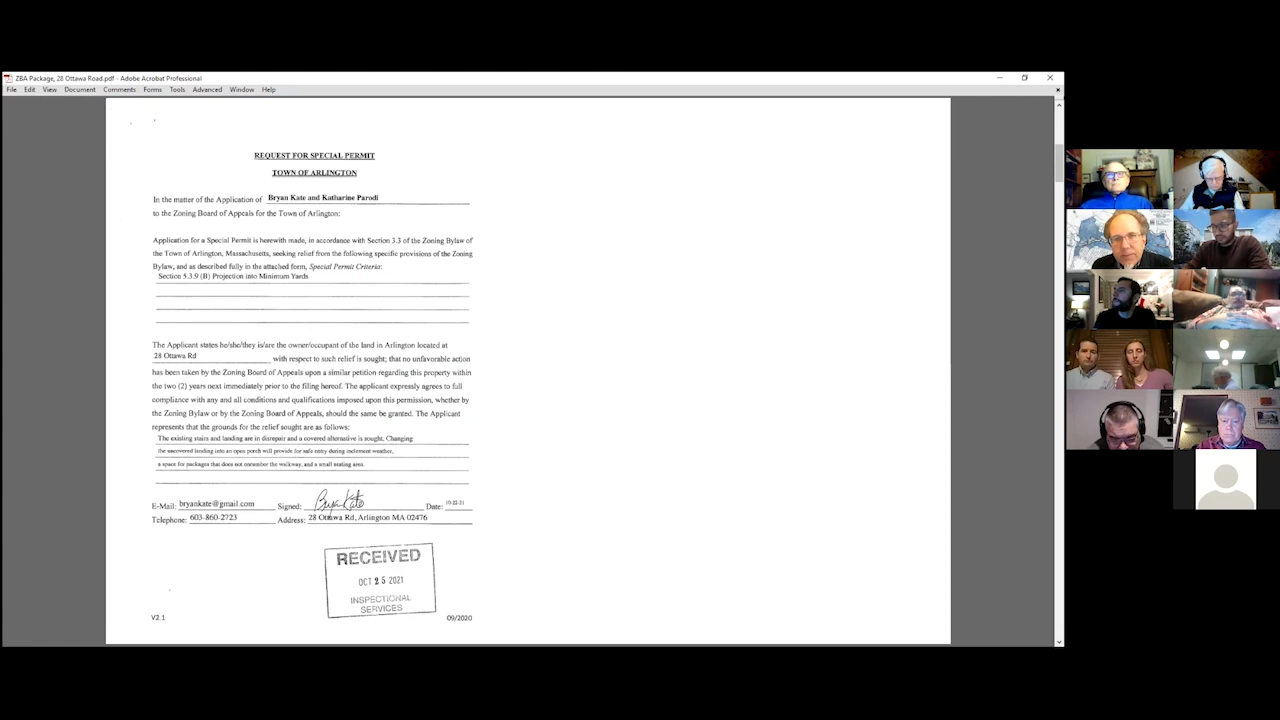 ZBA Package, 28 Ottawa Road.pdf - Adobe Acrobat Professional
File Edit View Document Comments Forms Tools Advanced Window Help
REQUEST FOR SPECIAL PERMIT
TOWN OF ARLINGTON
In the matter of the Application of Bryan Kate and Katharine Parodi
to the Zoning Board of Appeals for the Town of Arlington:
Application for a Special Permit is herewith made, in accordance with Section 3.3 of the Zoning Bylaw of
the Town of Arlington, Massachusetts, seeking relief from the following specific provisions of the Zoning
Bylaw, and as described fully in the attached form, Special Permit Criteria:
Section 5.3.9 (B) Projection into Minimum Yards
The Applicant states he/she/they is/are the owner/occupant of the land in Arlington located at
28 Ottawa Rd with respect to such relief is sought; that no unfavorable action
has been taken by the Zoning Board of Appeals upon a similar petition regarding this property within
the two (2) years next immediately prior to the filing hereof. The applicant expressly agrees to full
compliance with any and all conditions and qualifications imposed upon this permission, whether by
the Zoning Bylaw or by the Zoning Board of Appeals, should the same be granted. The Applicant
represents that the grounds for the relief sought are as follows:
The existing stairs and landing are in disrepair and a covered alternative is sought. Changing
the uncovered landing into an open porch will provide for safe entry during inclement weather,
a space for packages that does not encumber the walkway, and a small seating area.
E-Mail: bryankate@gmail.com Signed: Bryan Kate Date: 10-22-21
Telephone: 603-860-2723 Address: 28 Ottawa Rd, Arlington MA 02476
RECEIVED
OCT 25 2021
INSPECTIONAL
SERVICES
V2.1 09/2020